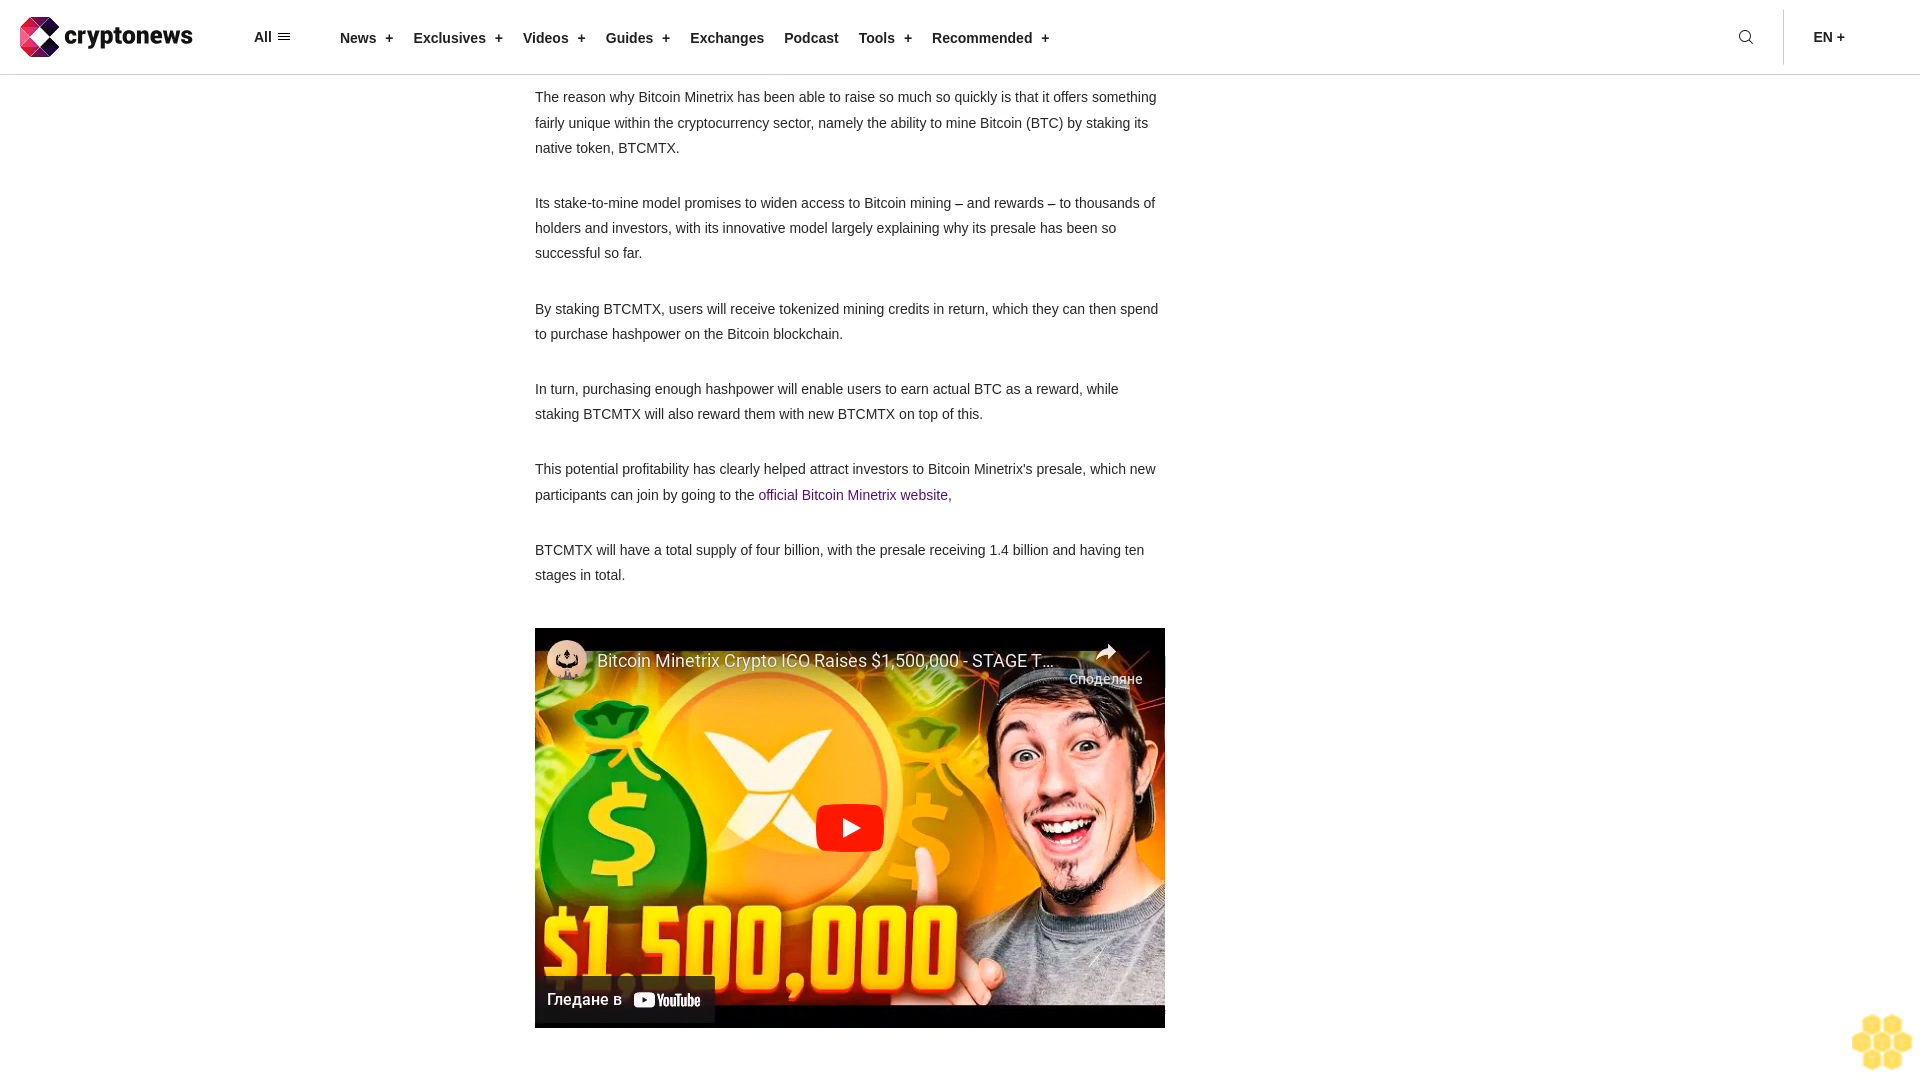 cryptonews
All
News +
Exclusives +
Videos +
Guides +
Exchanges
Podcast
Tools +
Recommended +
EN +
The reason why Bitcoin Minetrix has been able to raise so much so quickly is that it offers something
fairly unique within the cryptocurrency sector, namely the ability to mine Bitcoin (BTC) by staking its
native token, BTCMTX.
Its stake-to-mine model promises to widen access to Bitcoin mining – and rewards – to thousands of
holders and investors, with its innovative model largely explaining why its presale has been so
successful so far.
By staking BTCMTX, users will receive tokenized mining credits in return, which they can then spend
to purchase hashpower on the Bitcoin blockchain.
In turn, purchasing enough hashpower will enable users to earn actual BTC as a reward, while
staking BTCMTX will also reward them with new BTCMTX on top of this.
This potential profitability has clearly helped attract investors to Bitcoin Minetrix's presale, which new
participants can join by going to the official Bitcoin Minetrix website,
BTCMTX will have a total supply of four billion, with the presale receiving 1.4 billion and having ten
stages in total.
Bitcoin Minetrix Crypto ICO Raises $1,500,000 - STAGE T...
Споделяне
$
$
$1,500,000
Гледане в YouTube